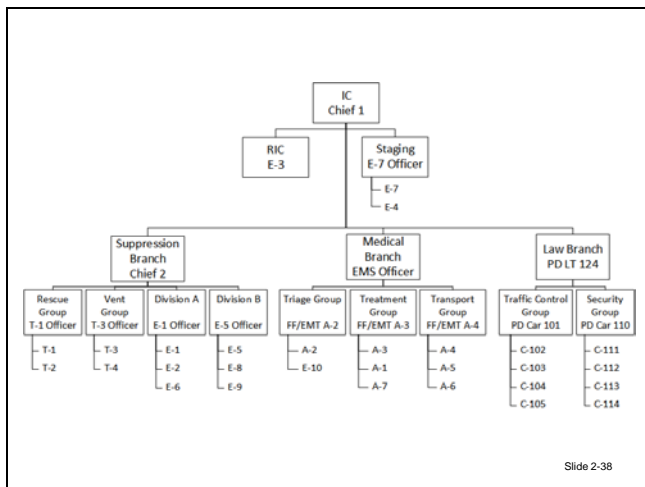 IC
Chief 1
RIC
E-3
Staging
E-7 Officer
E-7
E-4
Suppression
Branch
Chief 2
Medical
Branch
EMS Officer
Law Branch
PD LT 124
Rescue
Group
T-1 Officer
T-1
T-2
Vent
Group
T-3 Officer
T-3
T-4
Division A
E-1 Officer
E-1
E-2
E-6
Division B
E-5 Officer
E-5
E-8
E-9
Triage Group
FF/EMT A-2
A-2
E-10
Treatment
Group
FF/EMT A-3
A-3
A-1
A-7
Transport
Group
FF/EMT A-4
A-4
A-5
A-6
Traffic Control
Group
PD Car 101
C-102
C-103
C-104
C-105
Security
Group
PD Car 110
C-111
C-112
C-113
C-114
Slide 2-38